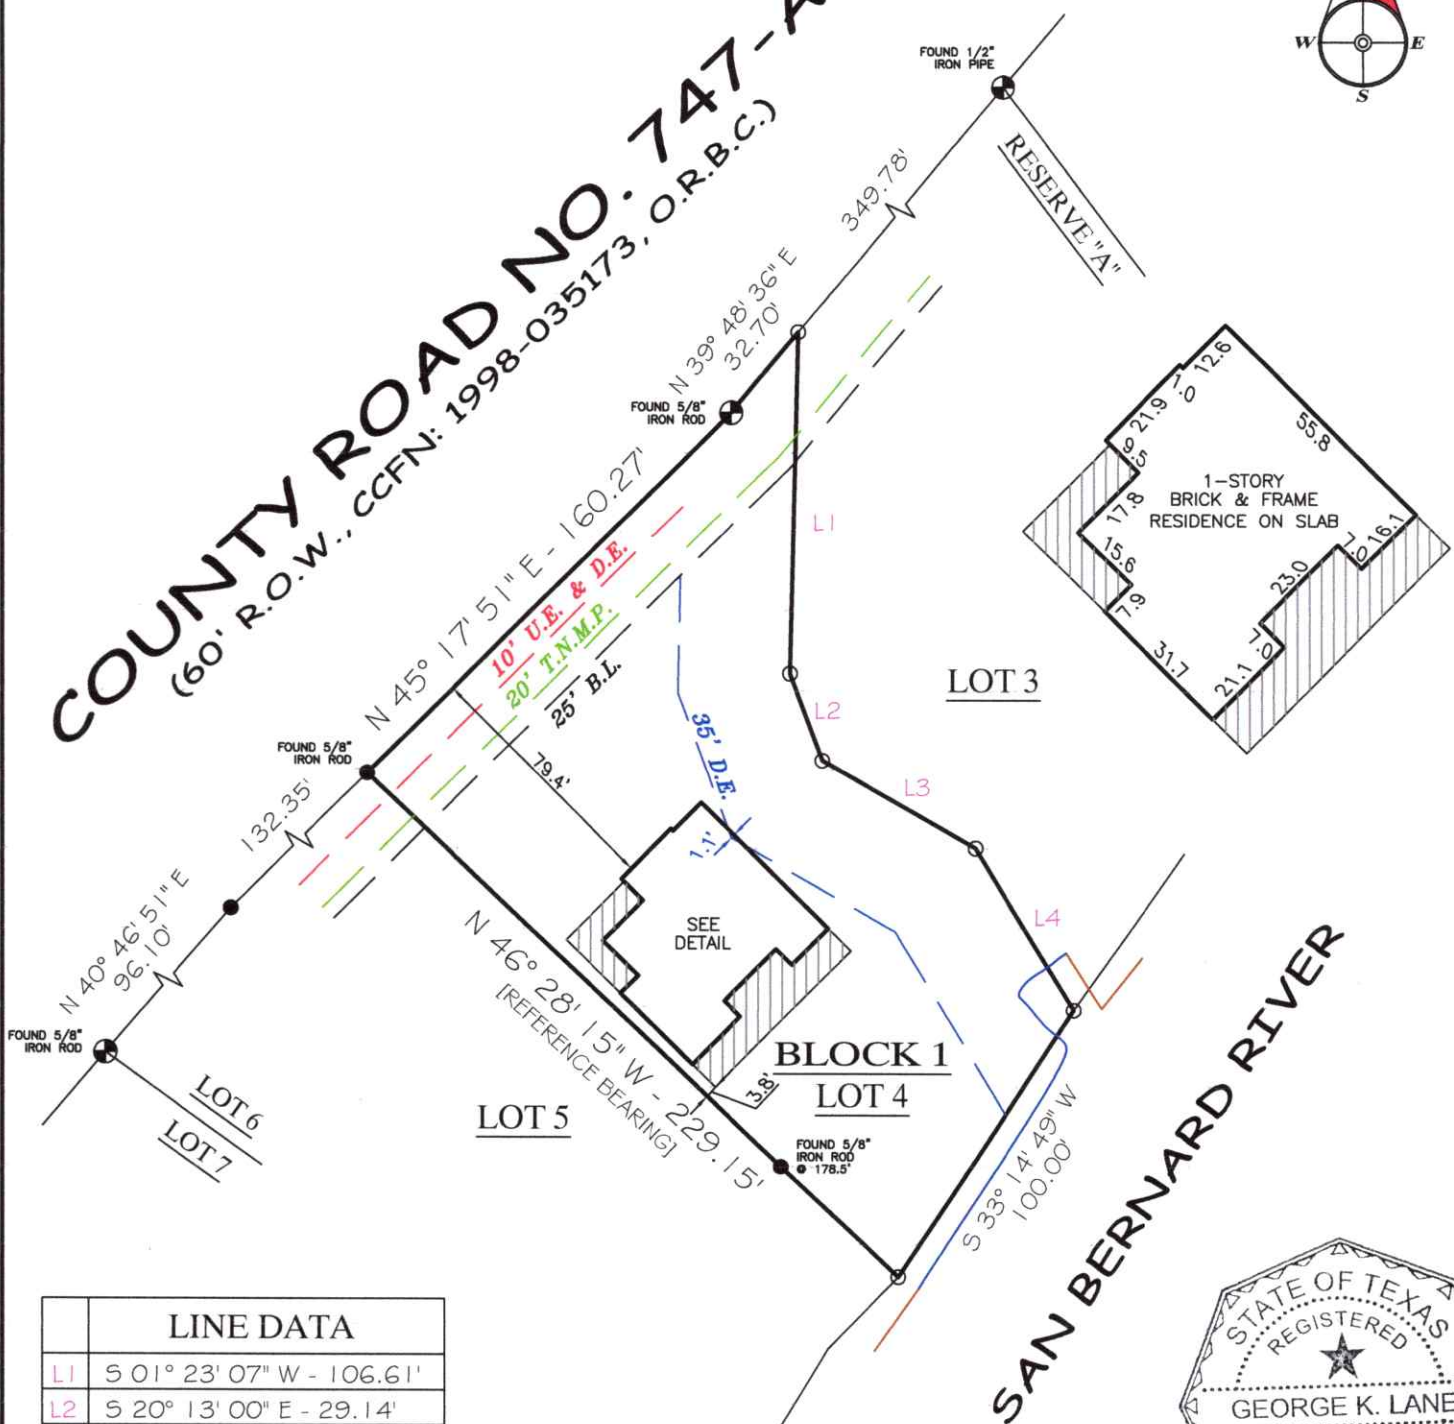 COUNTY ROAD NO. 747-A
(60' R.O.W., CCFN: 1998-035173, O.R.B.C.)
W
E
S
FOUND 1/2"
IRON PIPE
RESERVE "A"
349.78'
N 39° 48' 36" E
32.70'
FOUND 5/8"
IRON ROD
N 45° 17' 51" E - 160.27'
10' U.E. & D.E.
20' T.N.M.P.
25' B.L.
FOUND 5/8"
IRON ROD
132.35'
N 40° 46' 51" E
96.10'
FOUND 5/8"
IRON ROD
LOT 6
LOT 7
79.4'
35' D.E.
1.1'
L1
L2
L3
L4
LOT 3
12.6
1.0
21.9
9.5
17.8
15.6
7.9
31.7
21.1
7.0
23.0
7.0
16.1
55.8
1-STORY
BRICK & FRAME
RESIDENCE ON SLAB
SEE
DETAIL
N 46° 28' 15" W - 229.15'
[REFERENCE BEARING]
LOT 5
BLOCK 1
LOT 4
3.8'
FOUND 5/8"
IRON ROD
@ 178.5'
S 33° 14' 49" W
100.00'
SAN BERNARD RIVER
LINE DATA
L1 S 01° 23' 07" W - 106.61'
L2 S 20° 13' 00" E - 29.14'
STATE OF TEXAS
REGISTERED
GEORGE K. LANE